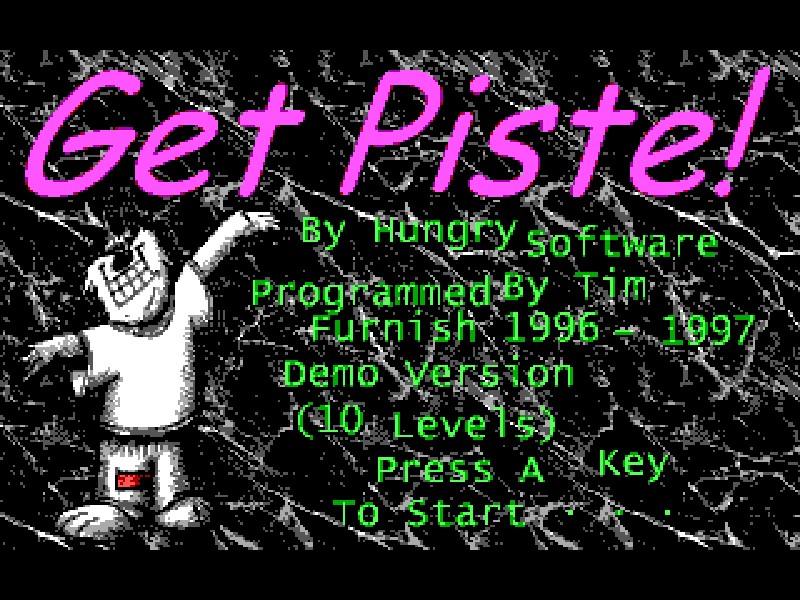 Get Piste!
By Hungry Software
Programmed By Tim
Furnish 1996 - 1997
Demo Version
(10 Levels)
Press A Key
To Start . . .